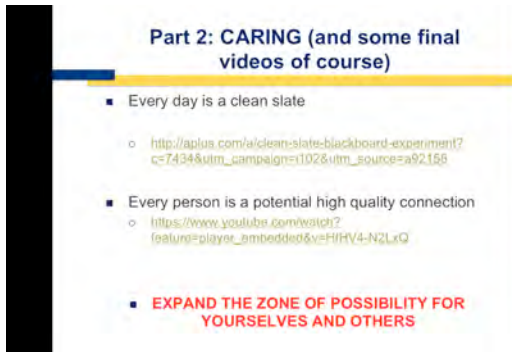 Part 2: CARING (and some final
videos of course)
Every day is a clean slate
http://aplus.com/a/clean-slate-blackboard-experiment?
c=7434&utm_campaign=i102&utm_source=a92158
Every person is a potential high quality connection
https://www.youtube.com/watch?
feature=player_embedded&v=HfHV4-N2LxQ
EXPAND THE ZONE OF POSSIBILITY FOR
YOURSELVES AND OTHERS